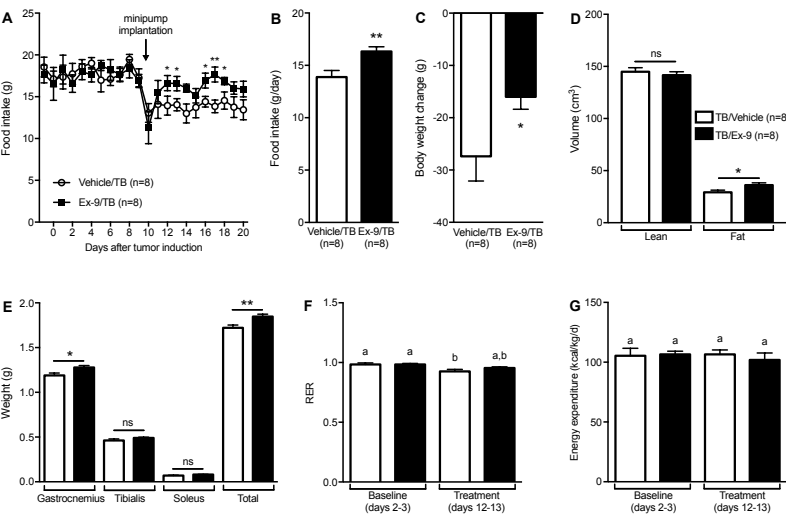 A
minipump
implantation
Food intake (g)
25
20
15
10
5
0
* * * ** *
Vehicle/TB (n=8)
Ex-9/TB (n=8)
0 2 4 6 8 10 12 14 16 18 20
Days after tumor induction
B
Food intake (g/day)
20
15
10
5
0
**
Vehicle/TB Ex-9/TB
(n=8) (n=8)
C
Body weight change (g)
0
-10
-20
-30
-40
*
Vehicle/TB Ex-9/TB
(n=8) (n=8)
D
Volume (cm3)
200
150
100
50
0
ns
*
TB/Vehicle (n=8
TB/Ex-9 (n=8)
Lean Fat
E
Weight (g)
2.0
1.5
1.0
0.5
0.0
*
ns
ns
**
Gastrocnemius Tibialis Soleus Total
F
RER
1.5
1.0
0.5
0.0
a a b a,b
Baseline Treatment
(days 2-3) (days 12-13)
G
Energy expenditure (kcal/kg/d)
150
100
50
0
a a a a
Baseline Treatment
(days 2-3) (days 12-13)